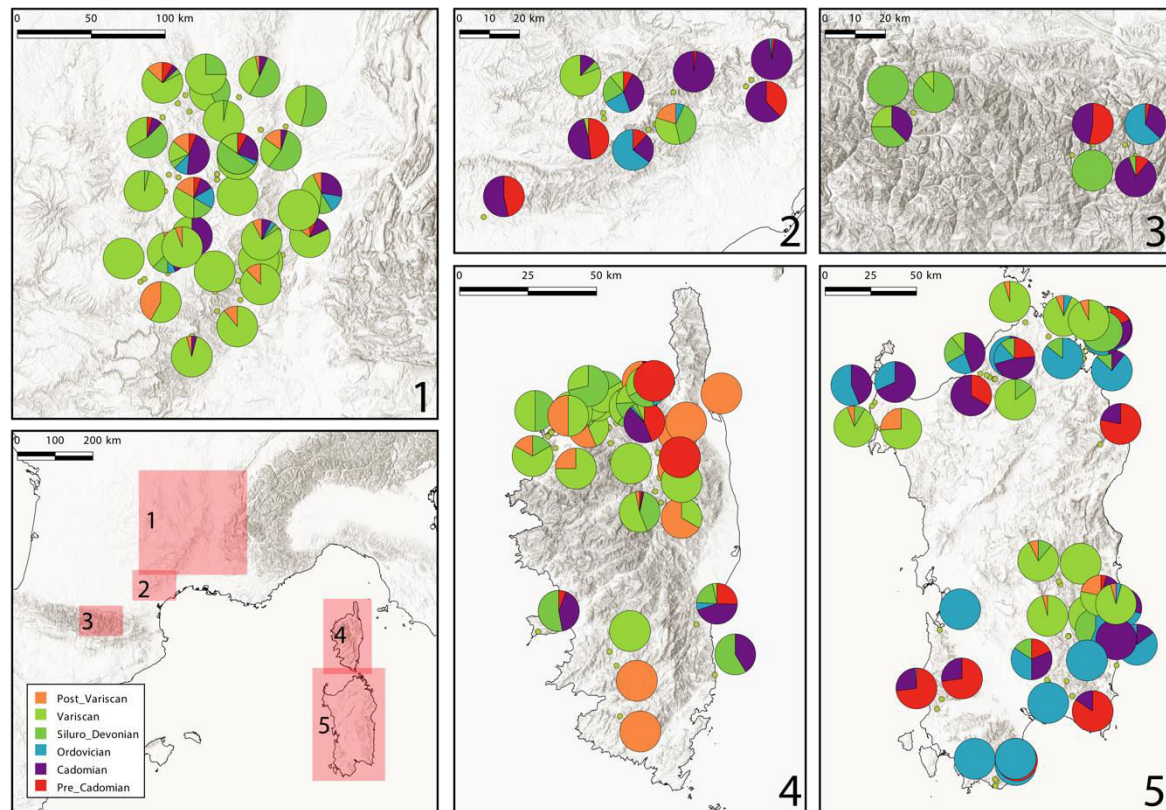 0 50 100 km
1
0 10 20 km
2
0 10 20 km
3
0 100 200 km
1
2
3
4
5
Post_Variscan
Variscan
Siluro_Devonian
Ordovician
Cadomian
Pre_Cadomian
0 25 50 km
4
0 25 50 km
5